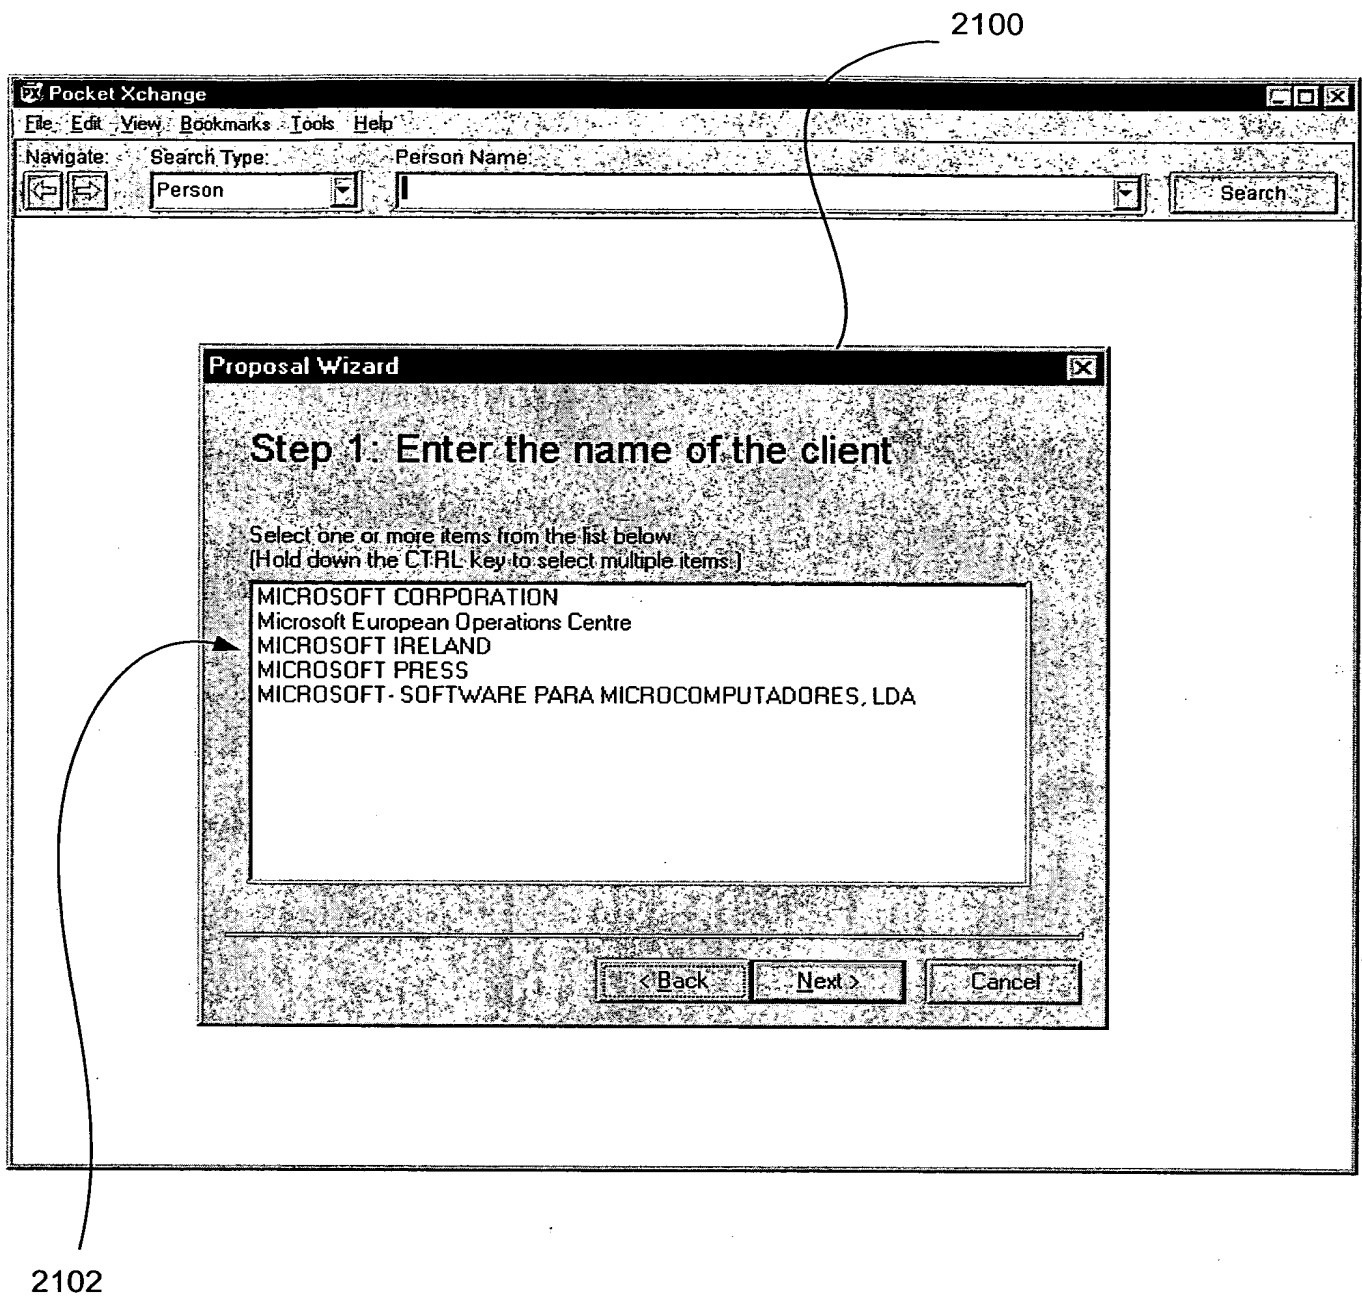 2100
PX Pocket Xchange
File Edit View Bookmarks Tools Help
Navigate: Search Type: Person Name:
Person Search
Proposal Wizard
Step 1: Enter the name of the client
Select one or more items from the list below.
(Hold down the CTRL key to select multiple items.)
MICROSOFT CORPORATION
Microsoft European Operations Centre
MICROSOFT IRELAND
MICROSOFT PRESS
MICROSOFT- SOFTWARE PARA MICROCOMPUTADORES, LDA
< Back Next > Cancel
2102